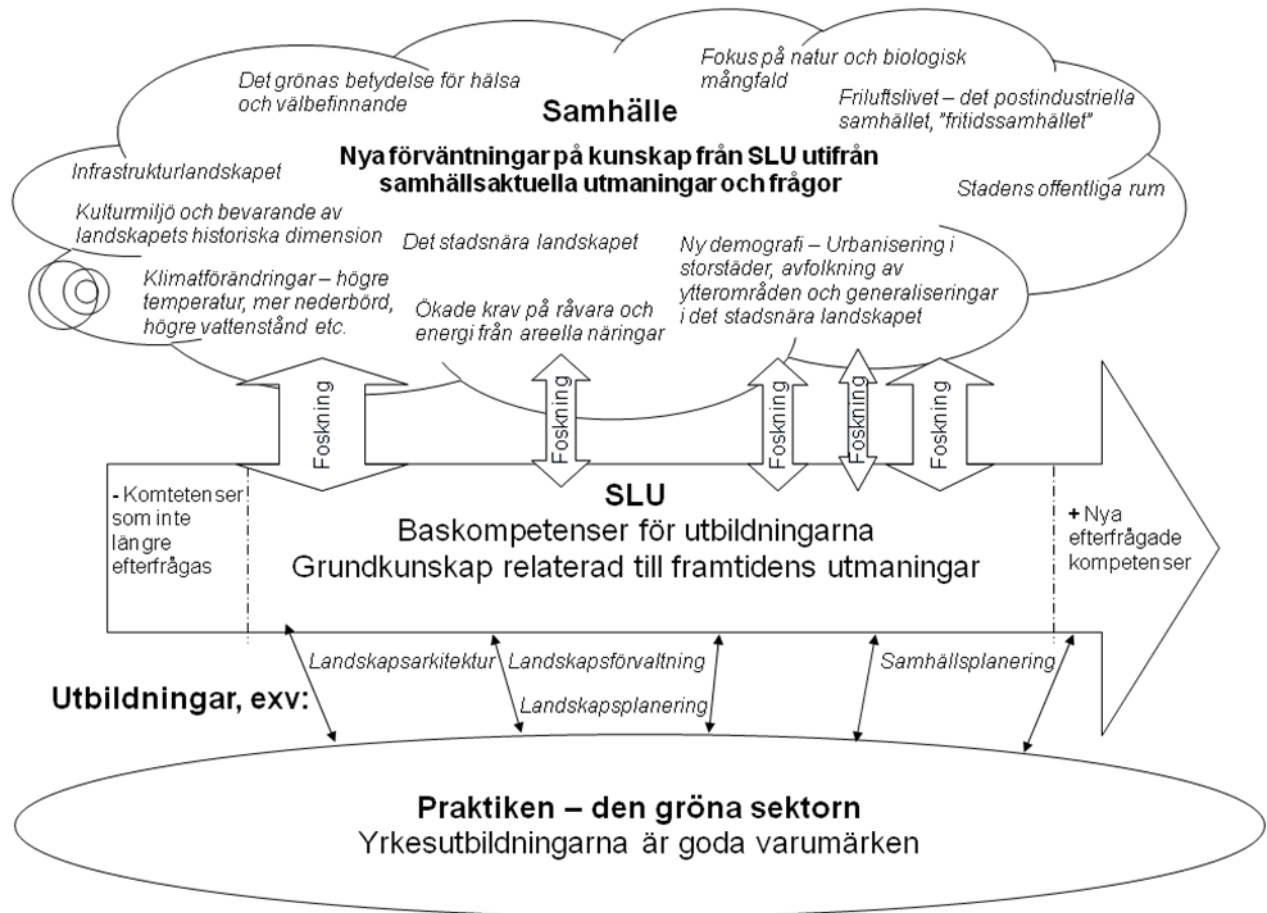 Det grönas betydelse för hälsa
och välbefinnande
Fokus på natur och biologisk
mångfald
Samhälle
Friluftslivet – det postindustriella
samhället, ”fritidssamhället”
Nya förväntningar på kunskap från SLU utifrån
samhällsaktuella utmaningar och frågor
Infrastrukturlandskapet
Stadens offentliga rum
Kulturmiljö och bevarande av
landskapets historiska dimension
Det stadsnära landskapet
Ny demografi – Urbanisering i
storstäder, avfolkning av
ytterområden och generaliseringar
i det stadsnära landskapet
Klimatförändringar – högre
temperatur, mer nederbörd,
högre vattenstånd etc.
Ökade krav på råvara och
energi från areella näringar
Foskning
Foskning
Foskning
Foskning
Foskning
- Komtetenser
som inte
längre
efterfrågas
SLU
Baskompetenser för utbildningarna
Grundkunskap relaterad till framtidens utmaningar
+ Nya
efterfrågade
kompetenser
Utbildningar, exv:
Landskapsarkitektur
Landskapsförvaltning
Landskapsplanering
Samhällsplanering
Praktiken – den gröna sektorn
Yrkesutbildningarna är goda varumärken